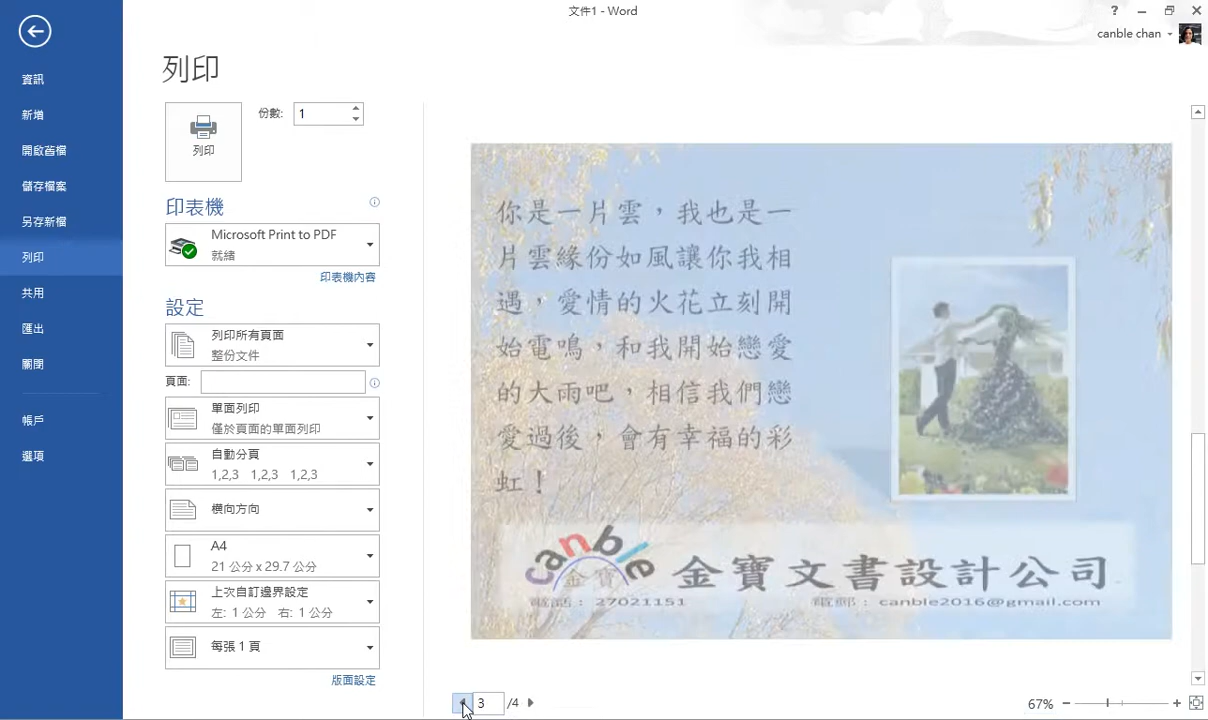 文件1 - Word
?
canble chan
資訊
新增
開啟舊檔
儲存檔案
另存新檔
列印
共用
匯出
關閉
帳戶
選項
列印
列印
份數:
1
印表機
Microsoft Print to PDF
就緒
印表機內容
設定
列印所有頁面
整份文件
頁面:
單面列印
僅於頁面的單面列印
自動分頁
1,2,3 1,2,3 1,2,3
橫向方向
A4
21 公分 x 29.7 公分
上次自訂邊界設定
左: 1 公分 右: 1 公分
每張 1 頁
版面設定
你是一片雲，我也是一
片雲緣份如風讓你我相
遇，愛情的火花立刻開
始電鳴，和我開始戀愛
的大雨吧，相信我們戀
愛過後，會有幸福的彩
虹！
canble
金寶
金寶文書設計公司
電話： 27021151
電郵： canble2016@gmail.com
3 /4
67%